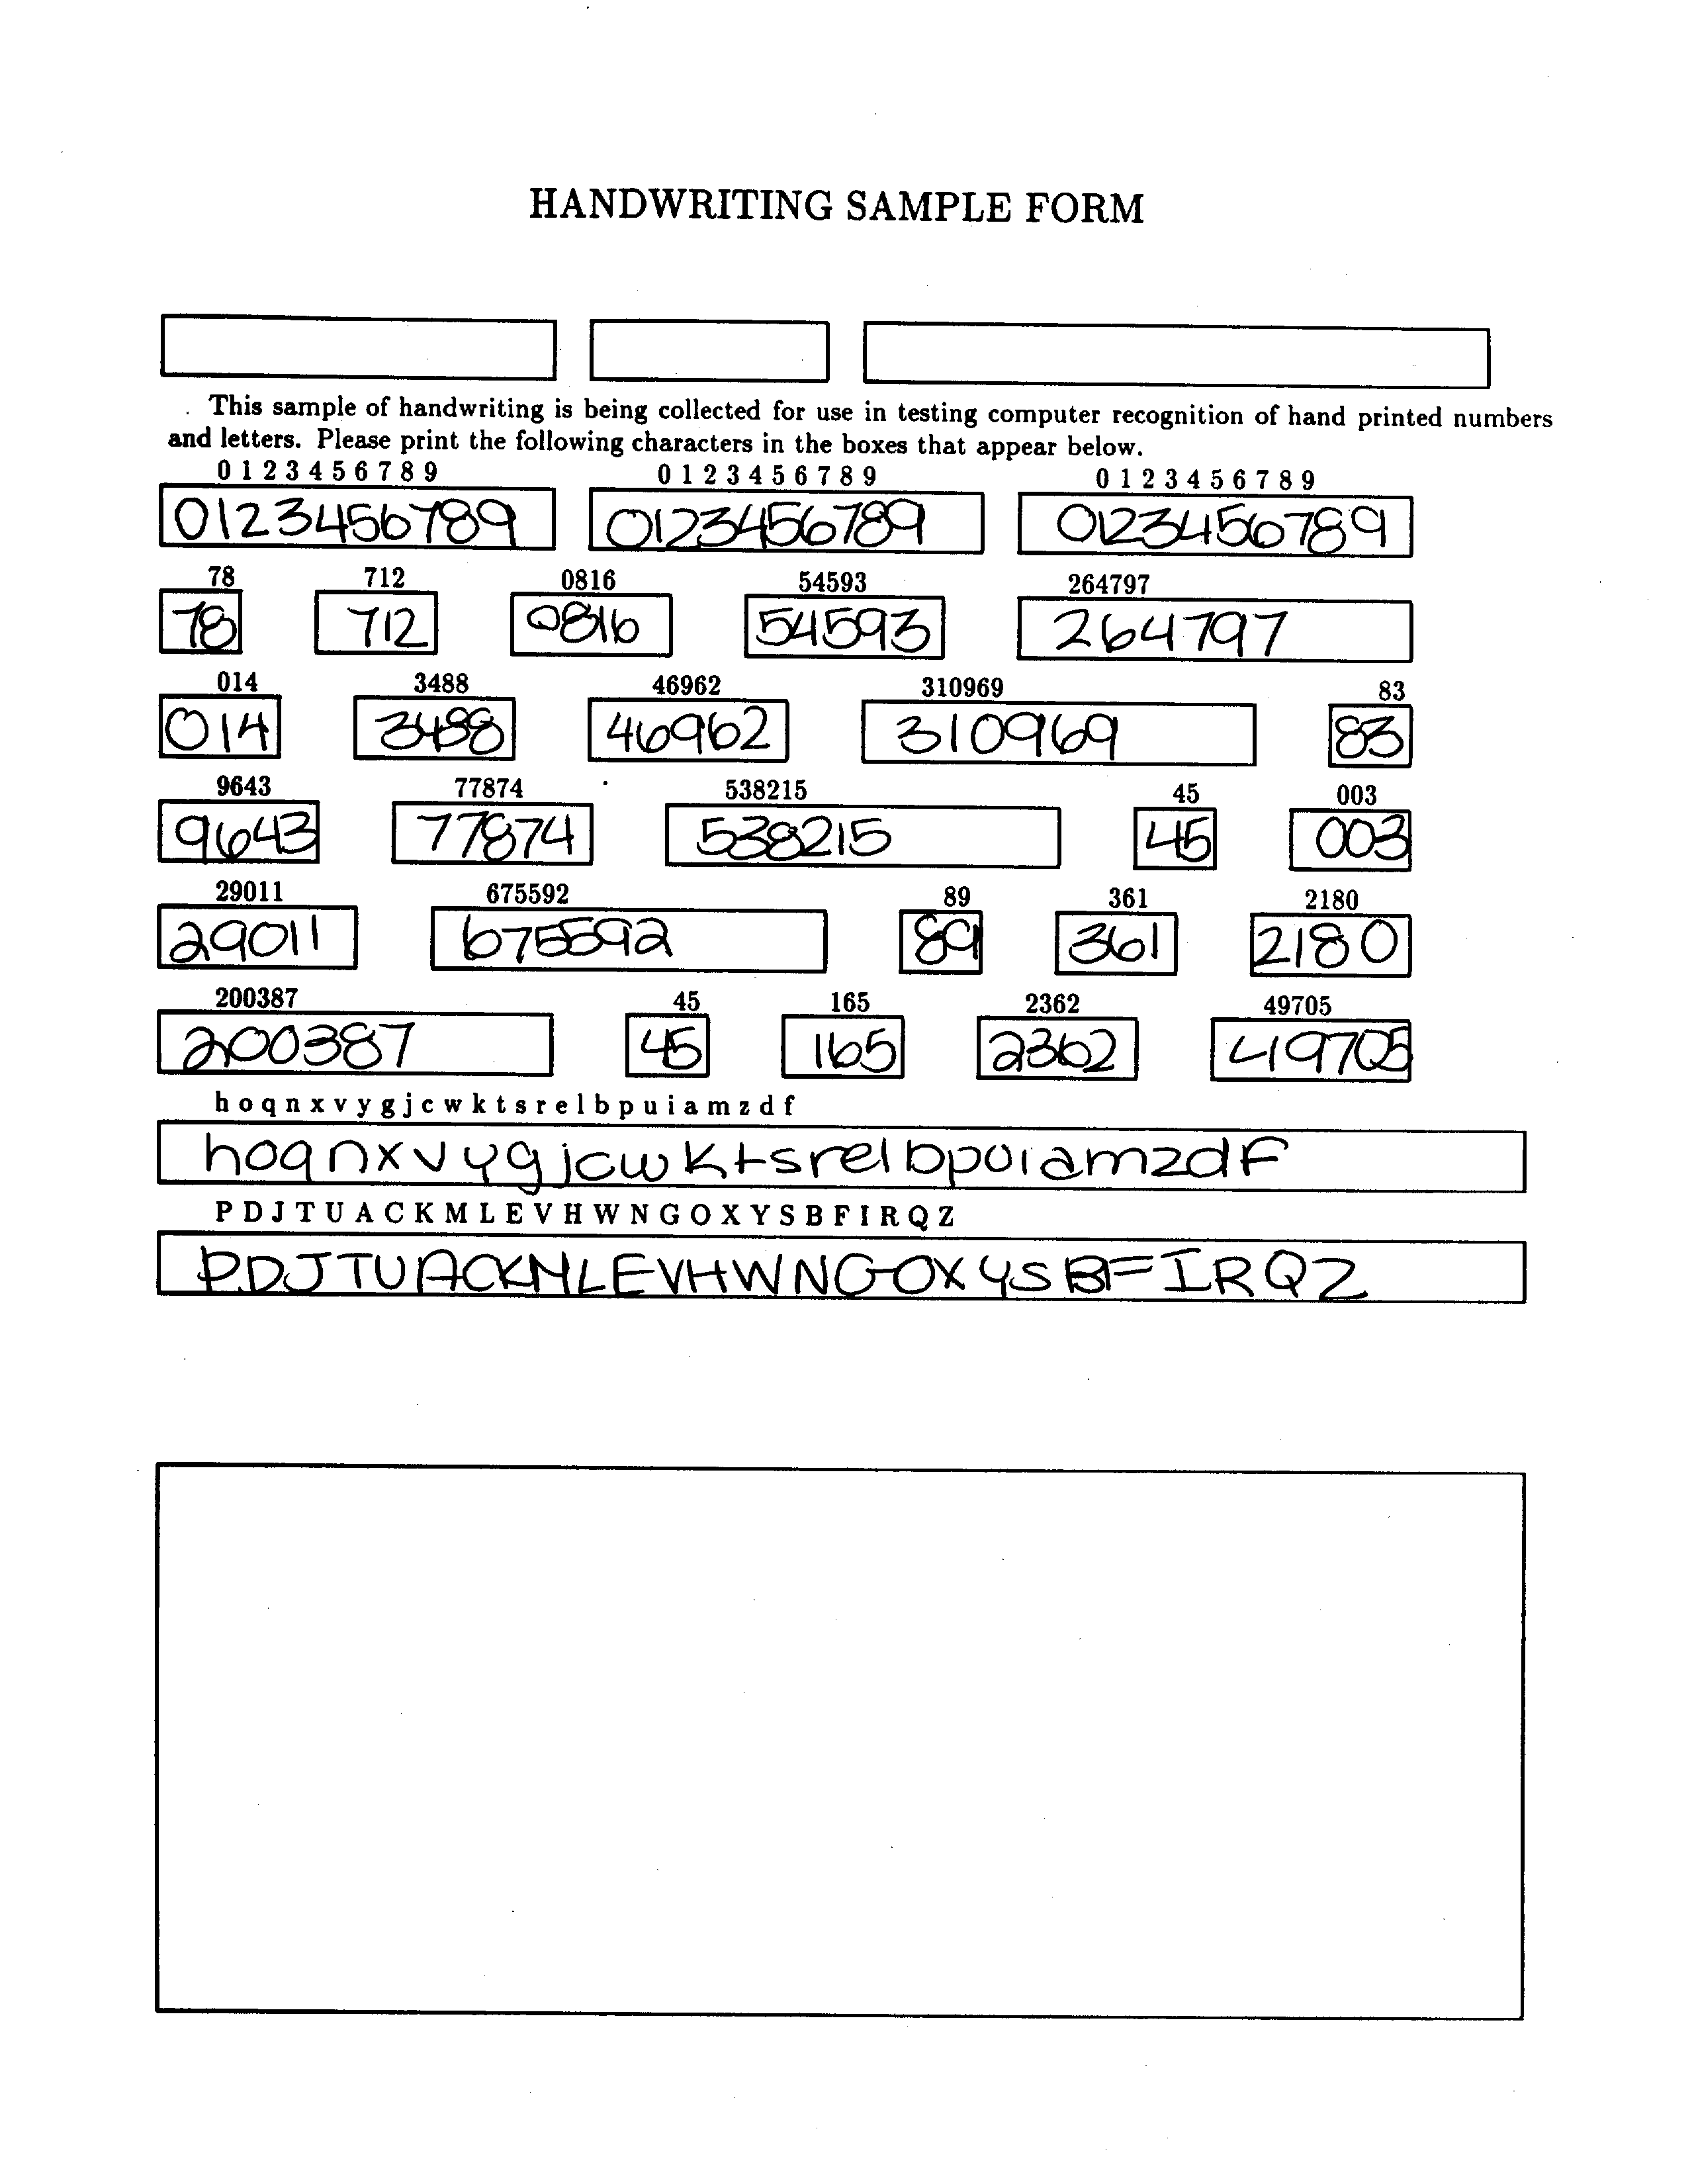 HANDWRITING SAMPLE FORM
This sample of handwriting is being collected for use in testing computer recognition of hand printed numbers
and letters. Please print the following characters in the boxes that appear below.
0 1 2 3 4 5 6 7 8 9 0 1 2 3 4 5 6 7 8 9 0 1 2 3 4 5 6 7 8 9
0123456789 0123456789 0123456789
78 712 0816 54593 264797
78 712 0816 54593 264797
014 3488 46962 310969 83
014 3488 46962 310969 83
9643 77874 538215 45 003
9643 77874 538215 45 003
29011 675592 89 361 2180
29011 675592 89 361 2180
200387 45 165 2362 49705
200387 45 165 2362 49705
h o q n x v y g j c w k t s r e l b p u i a m z d f
hoqnxvygjcwktsrelbpuiamzdf
P D J T U A C K M L E V H W N G O X Y S B F I R Q Z
PDJTUACKMLEVHWNGOXYSBFIRQZ